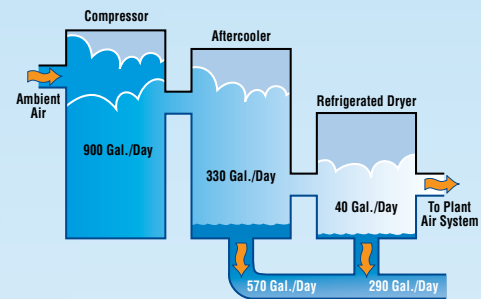 Compressor
Aftercooler
Refrigerated Dryer
Ambient
Air
900 Gal./Day
330 Gal./Day
40 Gal./Day
To Plant
Air System
570 Gal./Day
290 Gal./Day